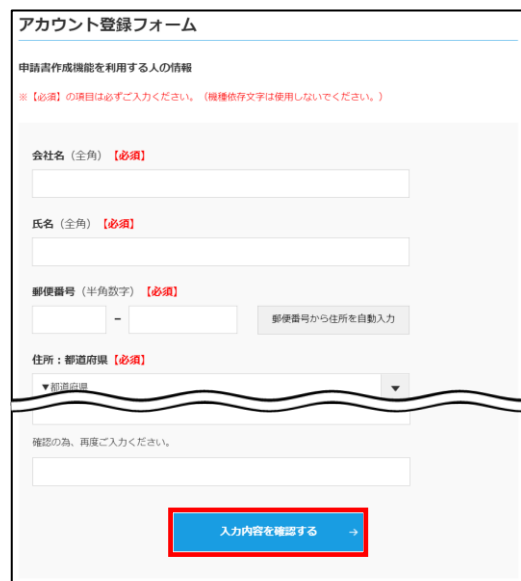 アカウント登録フォーム
申請書作成機能を利用する人の情報
※【必須】の項目は必ずご入力ください。（機種依存文字は使用しないでください。）
会社名（全角）【必須】
氏名（全角）【必須】
郵便番号（半角数字）【必須】
－ 郵便番号から住所を自動入力
住所：都道府県【必須】
▼都道府県 ▼
確認の為、再度ご入力ください。
入力内容を確認する →